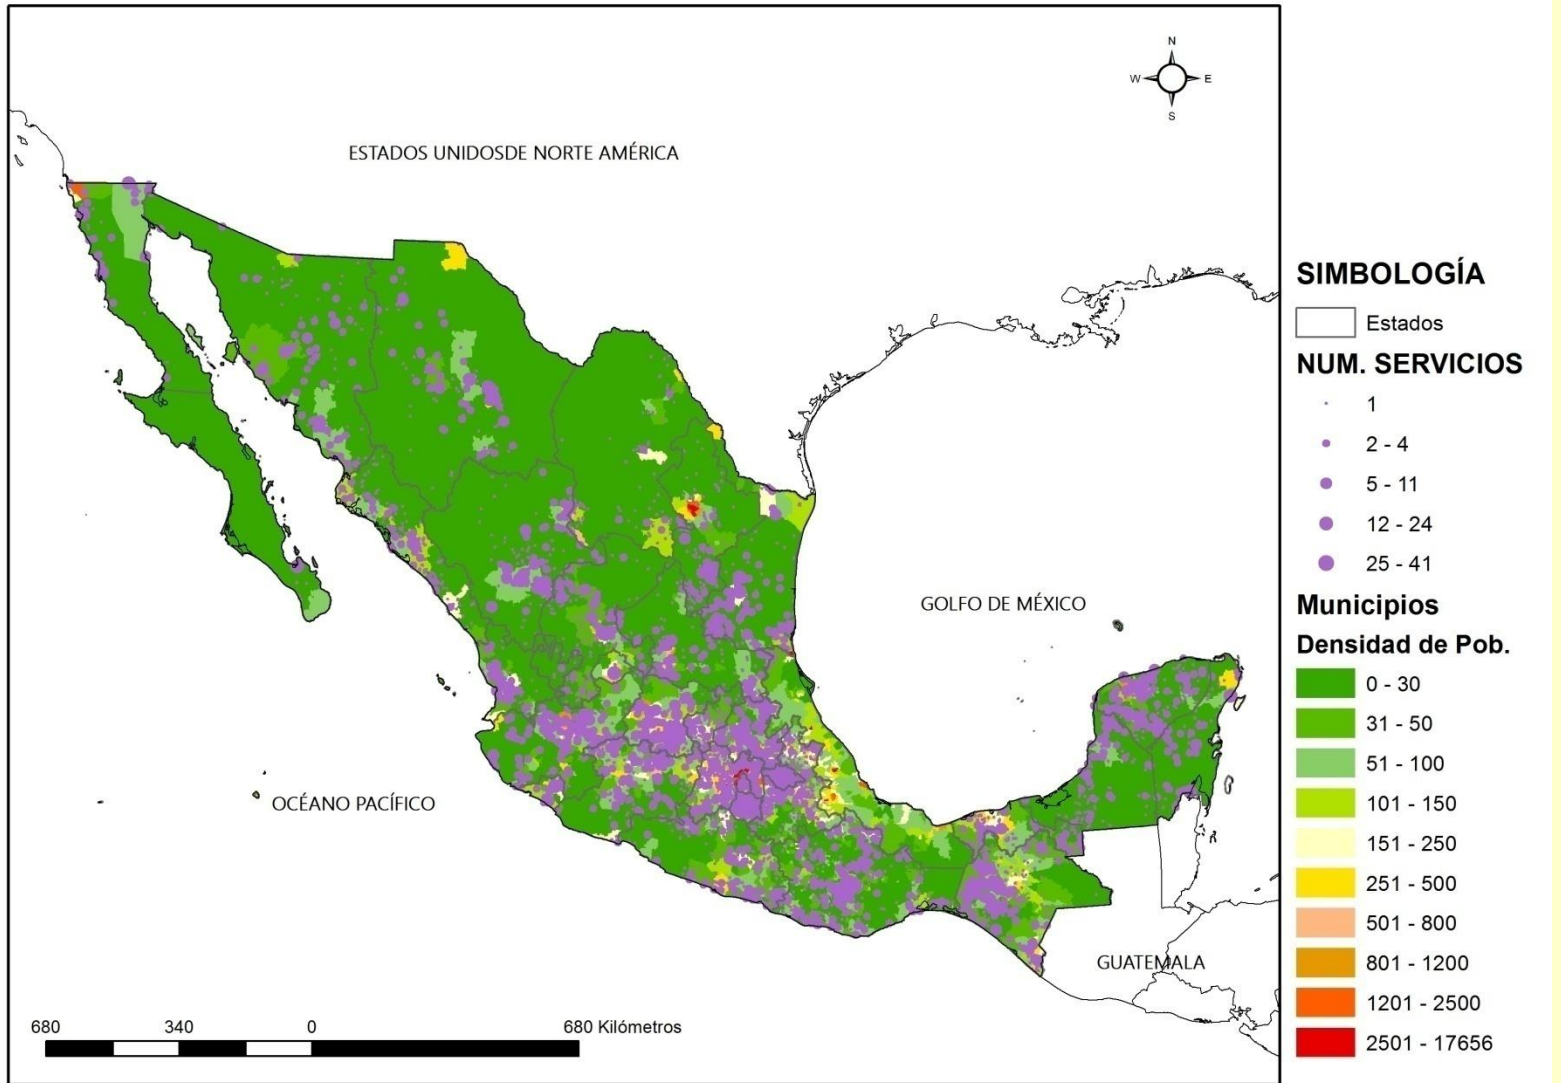 N
W
E
S
ESTADOS UNIDOSDE NORTE AMÉRICA
GOLFO DE MÉXICO
OCÉANO PACÍFICO
GUATEMALA
680 340 0 680 Kilómetros
SIMBOLOGÍA
Estados
NUM. SERVICIOS
1
2 - 4
5 - 11
12 - 24
25 - 41
Municipios
Densidad de Pob.
0 - 30
31 - 50
51 - 100
101 - 150
151 - 250
251 - 500
501 - 800
801 - 1200
1201 - 2500
2501 - 17656